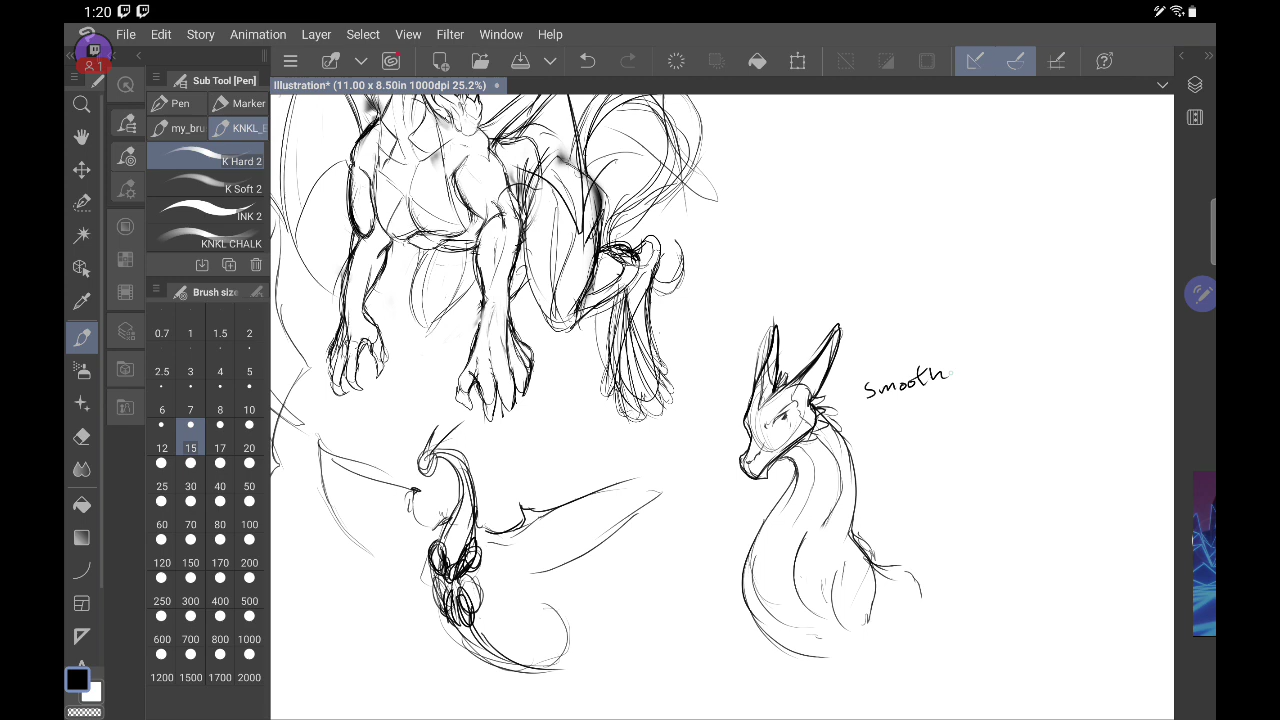 1:20
File Edit Story Animation Layer Select View Filter Window Help
1
Sub Tool [Pen]
Illustration* (11.00 x 8.50in 1000dpi 25.2%)
Pen Marker
my_bru KNKL_E
K Hard 2
K Soft 2
INK 2
KNKL CHALK
Brush size
0.7 1 1.5 2
2.5 3 4 5
6 7 8 10
12 15 17 20
25 30 40 50
60 70 80 100
120 150 170 200
250 300 400 500
600 700 800 1000
1200 1500 1700 2000
smooth